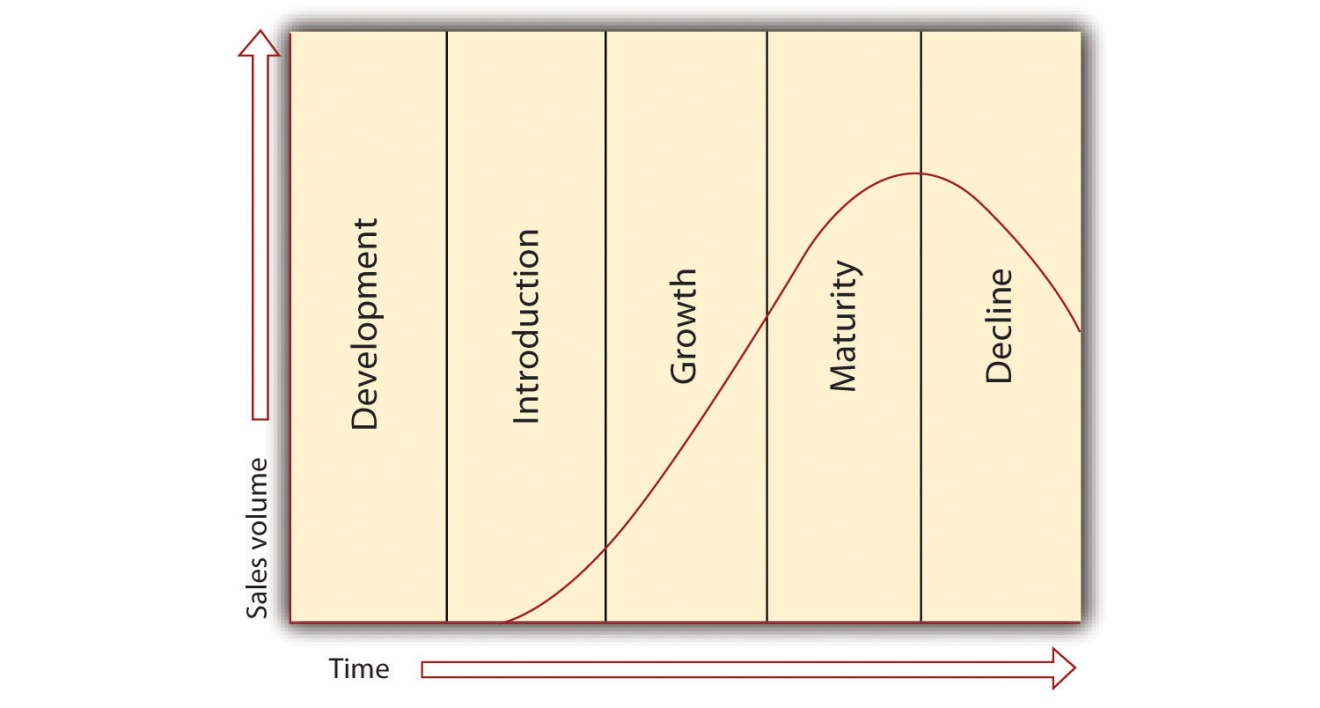 Development
Introduction
Growth
Maturity
Decline
Sales volume
Time